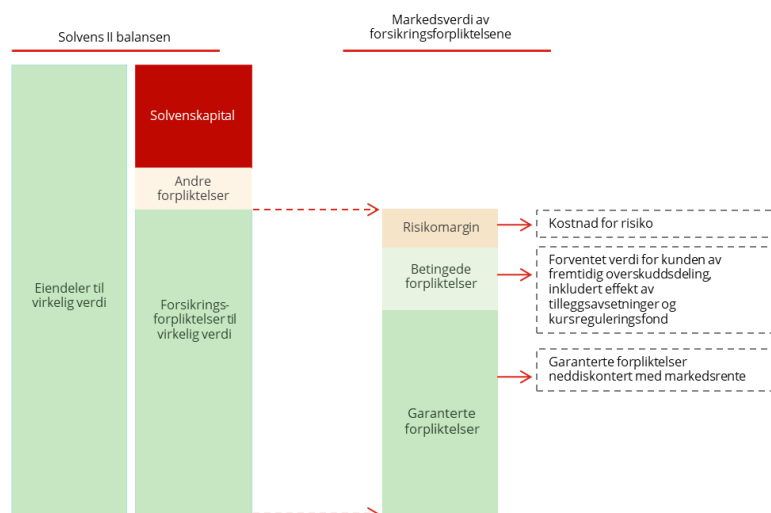 Solvens II balansen
Markedsverdi av
forsikringsforpliktelsene
Solvenskapital
Andre
forpliktelser
Eiendeler til
virkelig verdi
Forsikrings-
forpliktelser til
virkelig verdi
Risikomargin
Betingede
forpliktelser
Garanterte
forpliktelser
Kostnad for risiko
Forventet verdi for kunden av
fremtidig overskuddsdeling,
inkludert effekt av
tilleggsavsetninger og
kursreguleringsfond
Garanterte forpliktelser
neddiskontert med markedsrente